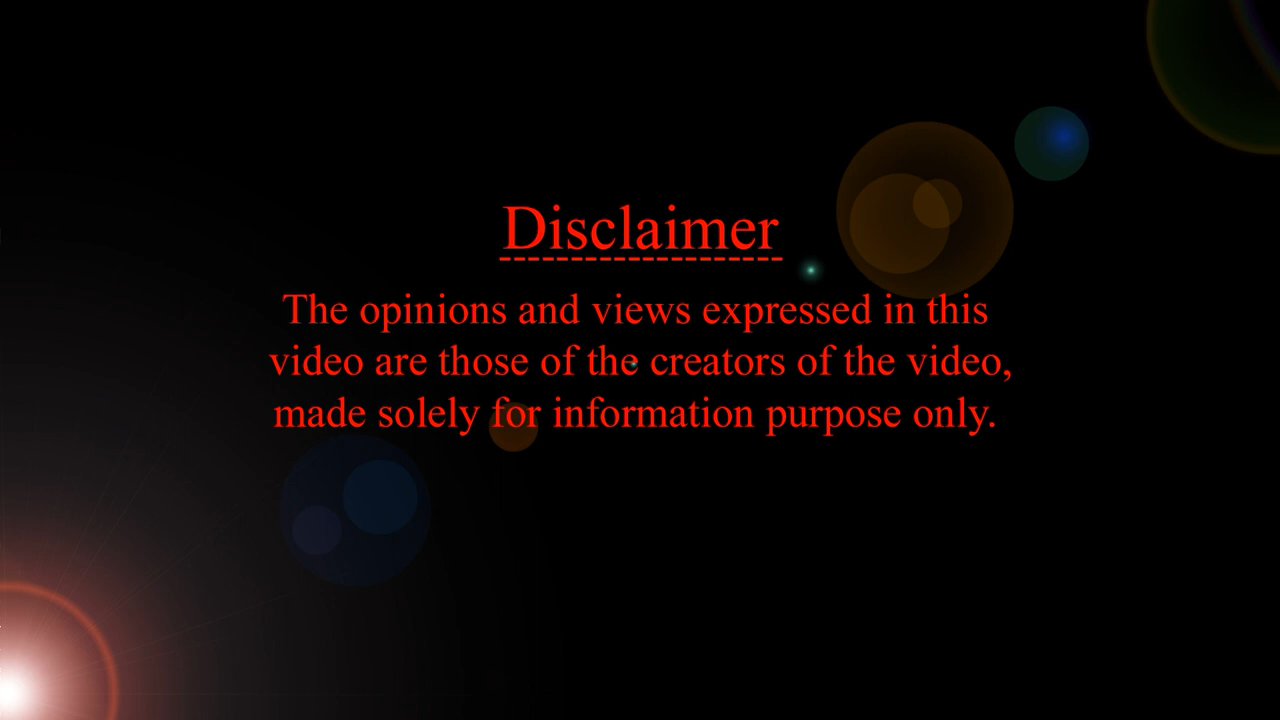 Disclaimer
The opinions and views expressed in this
video are those of the creators of the video,
made solely for information purpose only.